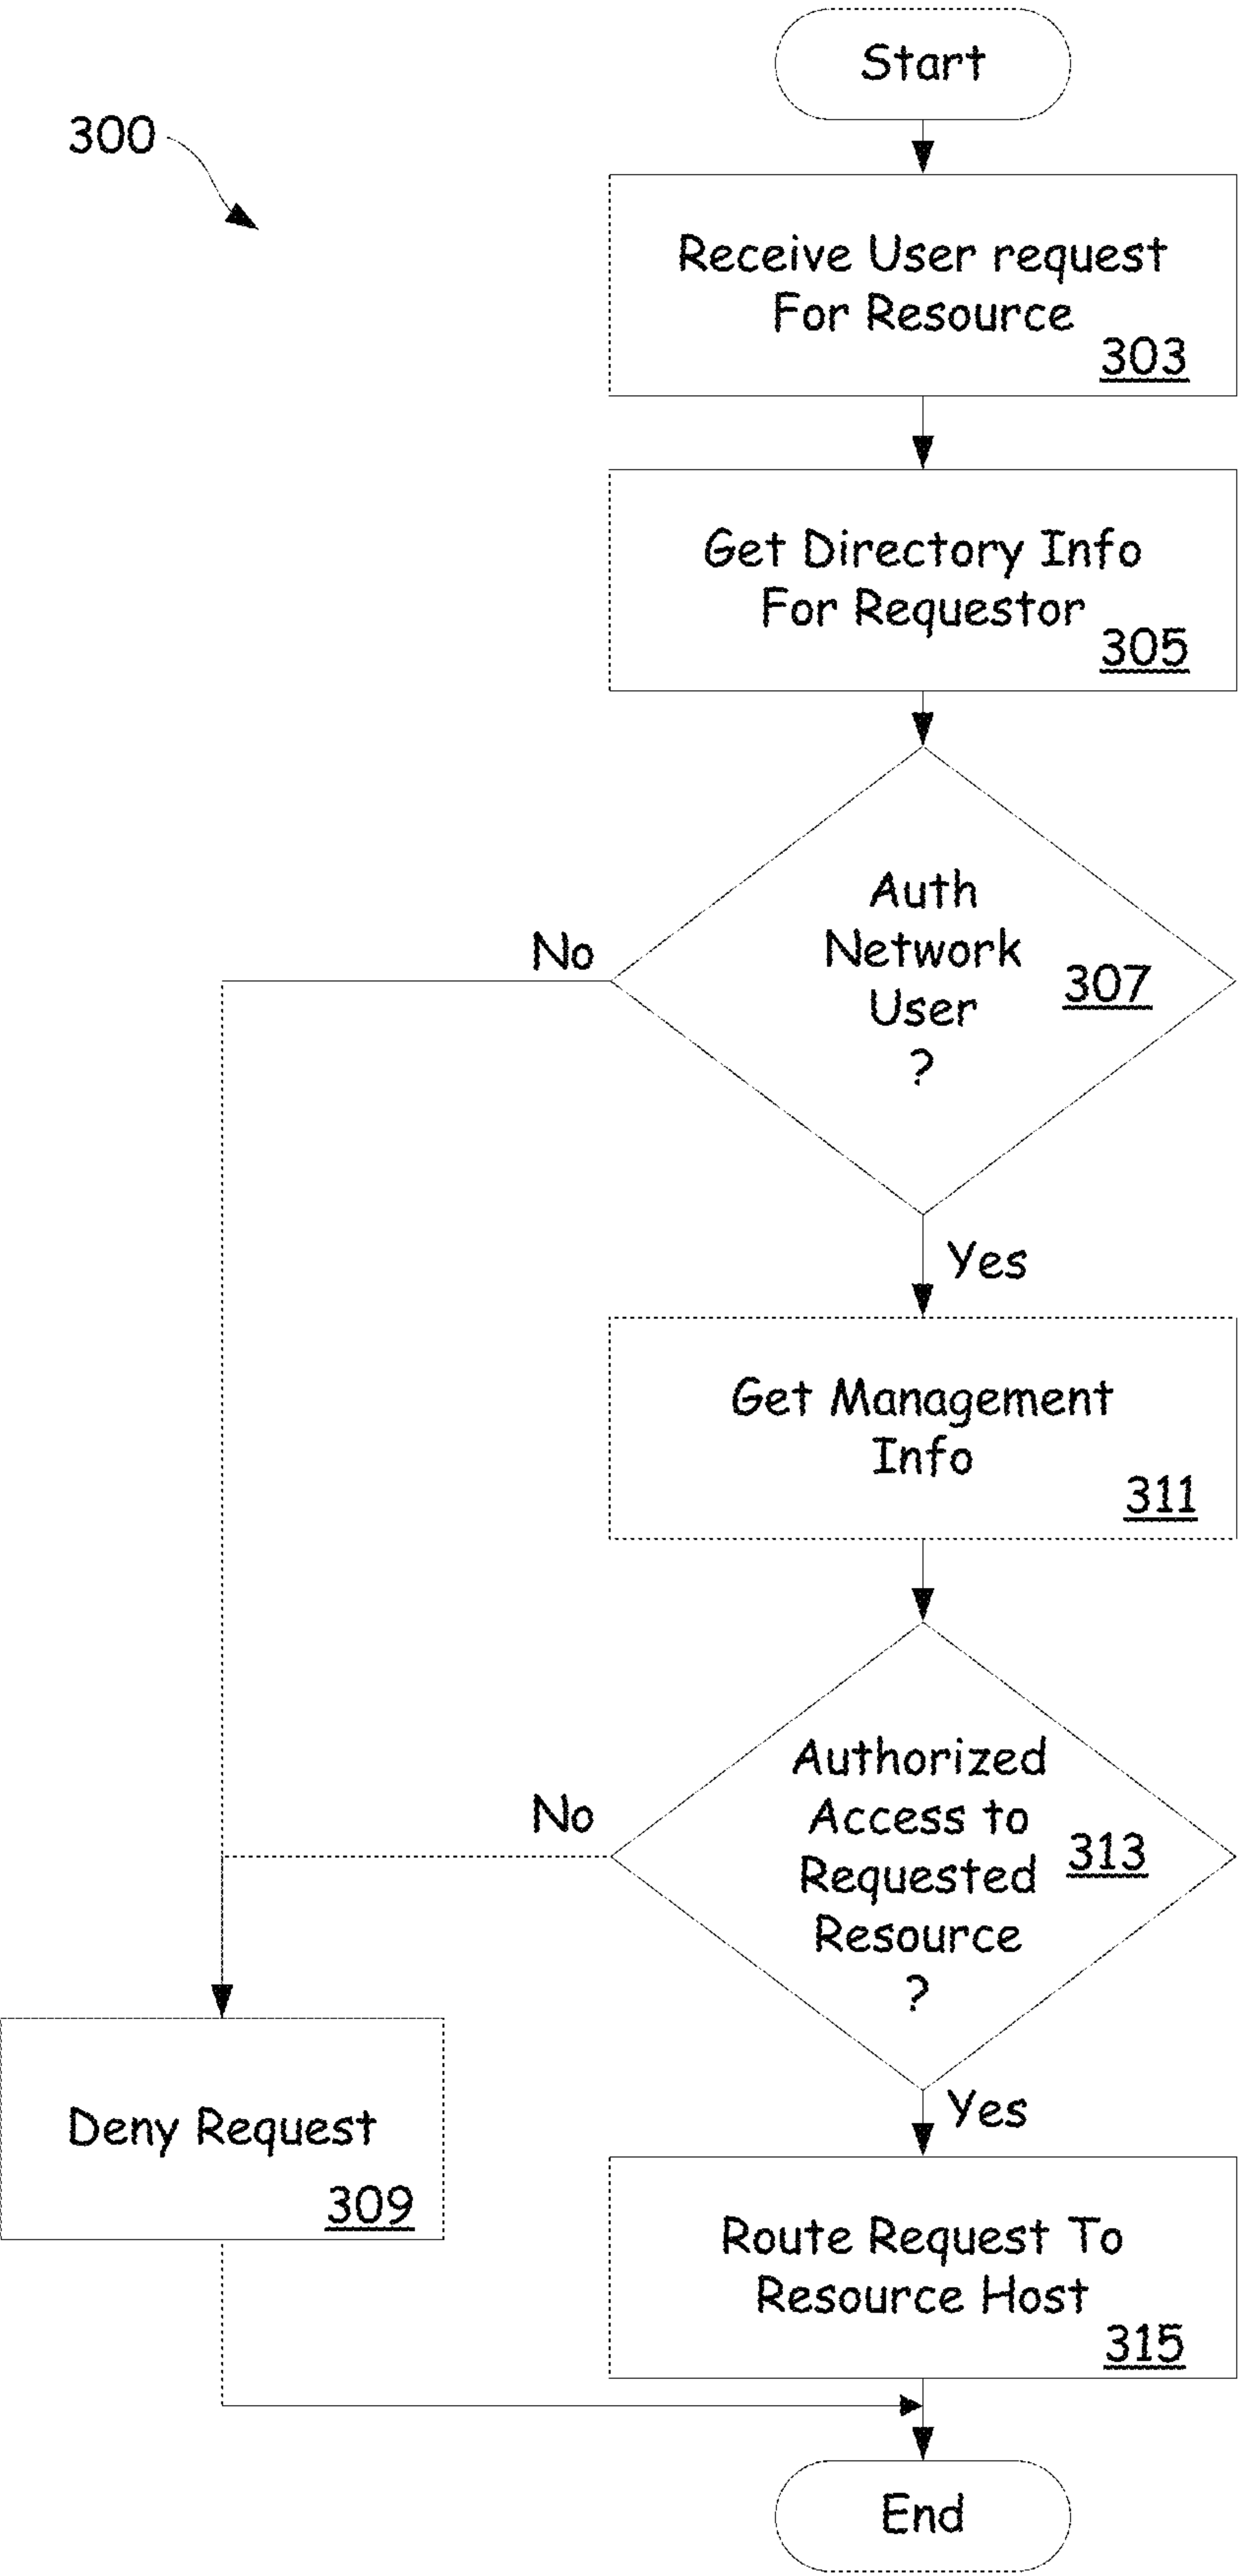 Start
300
Receive User request
For Resource
303
Get Directory Info
For Requestor
305
Auth
Network
User
?
307
No
Yes
Get Management
Info
311
Authorized
Access to
Requested
Resource
?
313
No
Yes
Deny Request
309
Route Request To
Resource Host
315
End